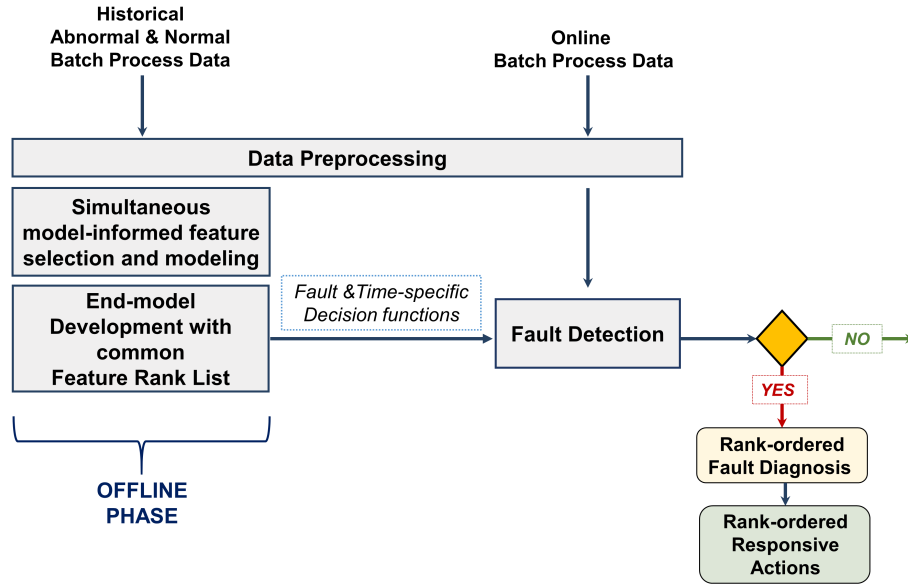 Historical
Abnormal & Normal
Batch Process Data
Online
Batch Process Data
Data Preprocessing
Simultaneous
model-informed feature
selection and modeling
End-model
Development with
common
Feature Rank List
Fault &Time-specific
Decision functions
Fault Detection
NO
YES
Rank-ordered
Fault Diagnosis
Rank-ordered
Responsive
Actions
OFFLINE
PHASE